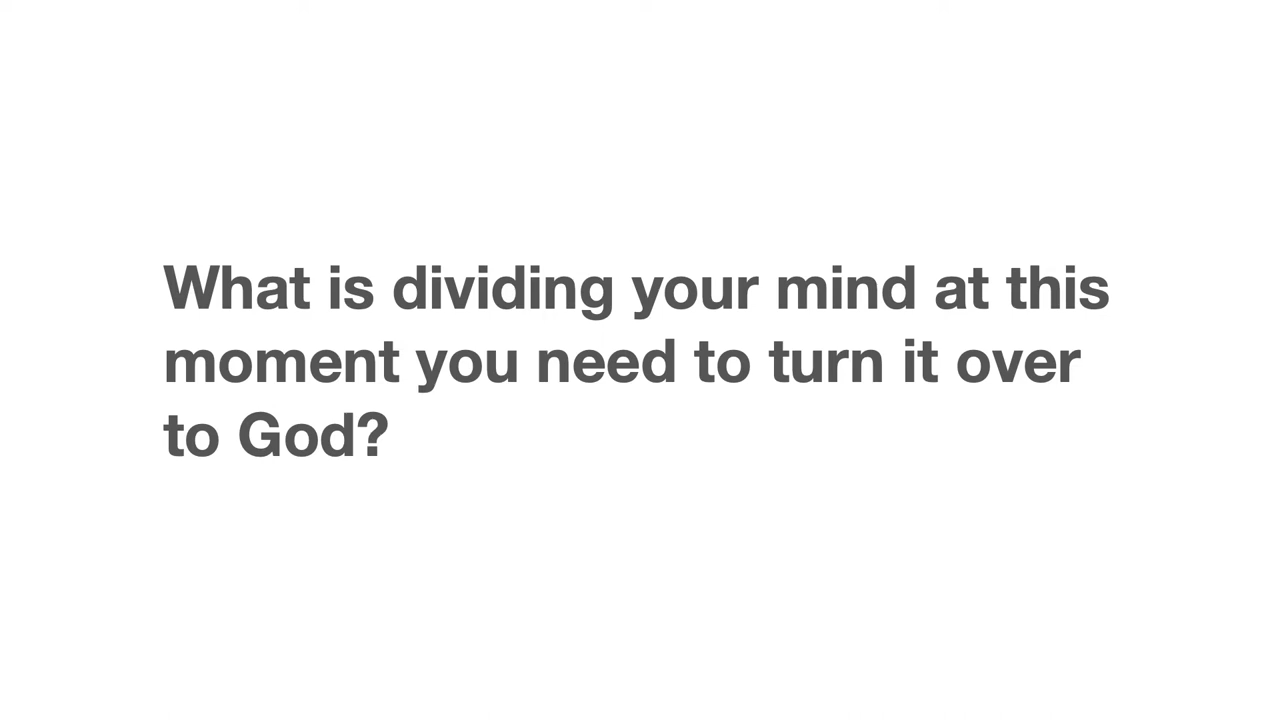 What is dividing your mind at this
moment you need to turn it over
to God?